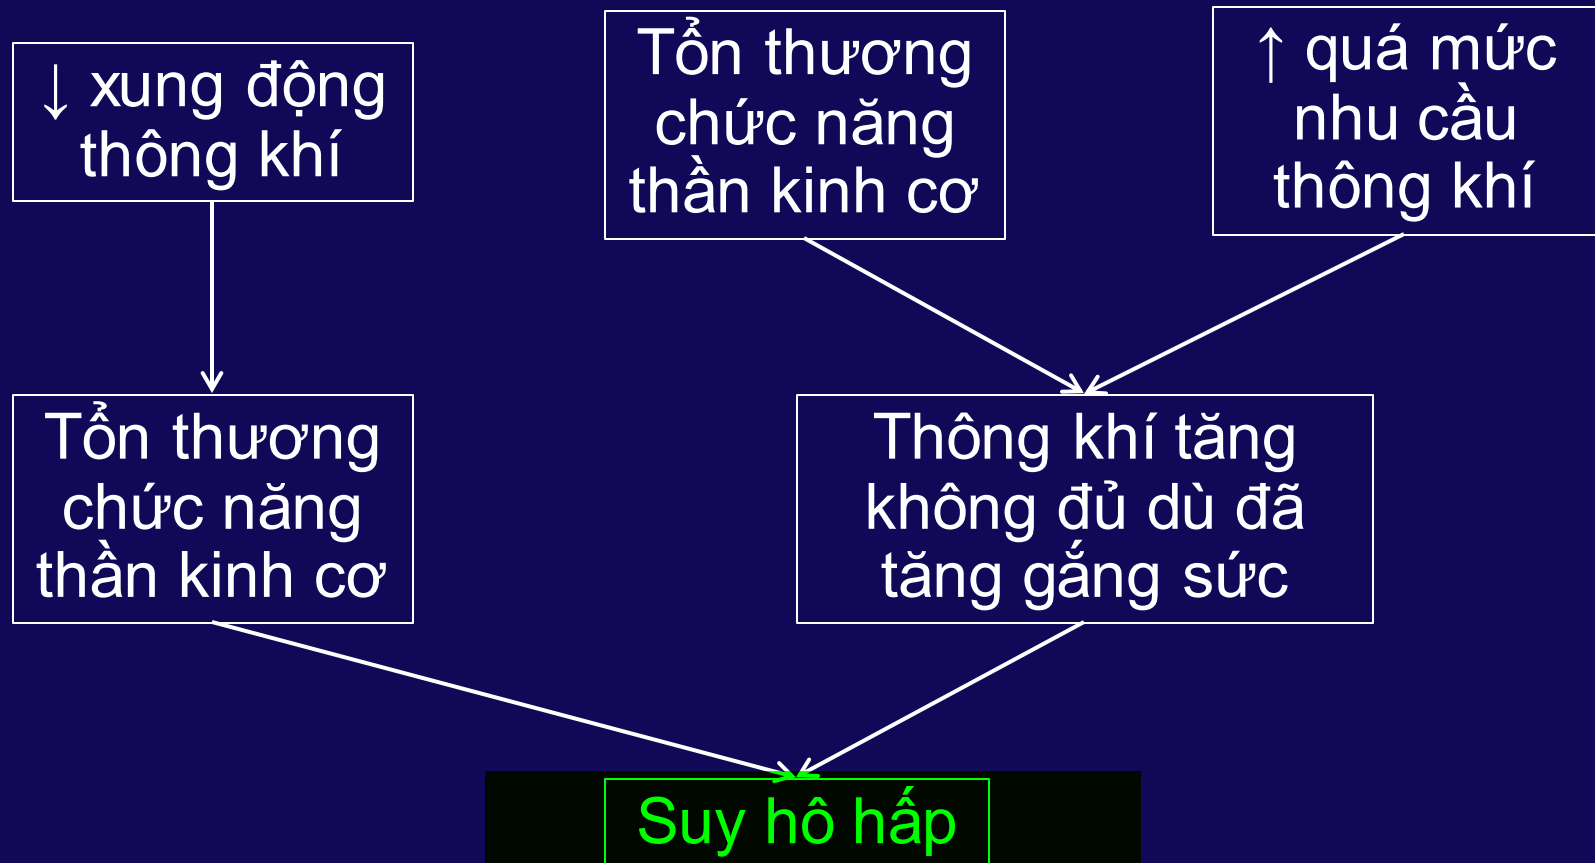 ↓ xung động
thông khí
Tổn thương
chức năng
thần kinh cơ
↑ quá mức
nhu cầu
thông khí
Tổn thương
chức năng
thần kinh cơ
Thông khí tăng
không đủ dù đã
tăng gắng sức
Suy hô hấp